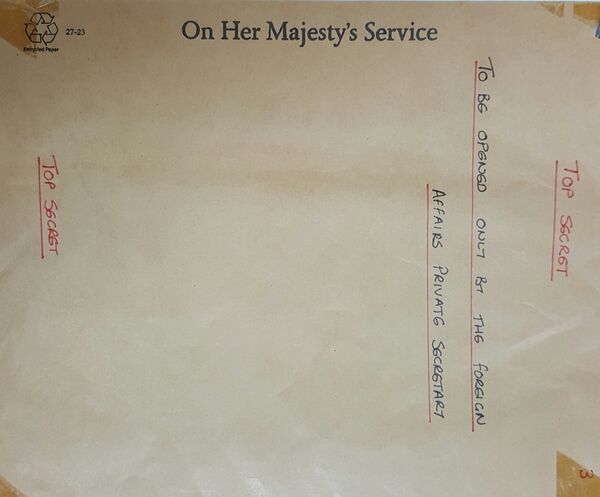 27-23
Recycled Paper
On Her Majesty's Service
TOP SECRET
TO BE OPENED ONLY BY THE FOREIGN
AFFAIRS PRIVATE SECRETARY
TOP SECRET
3